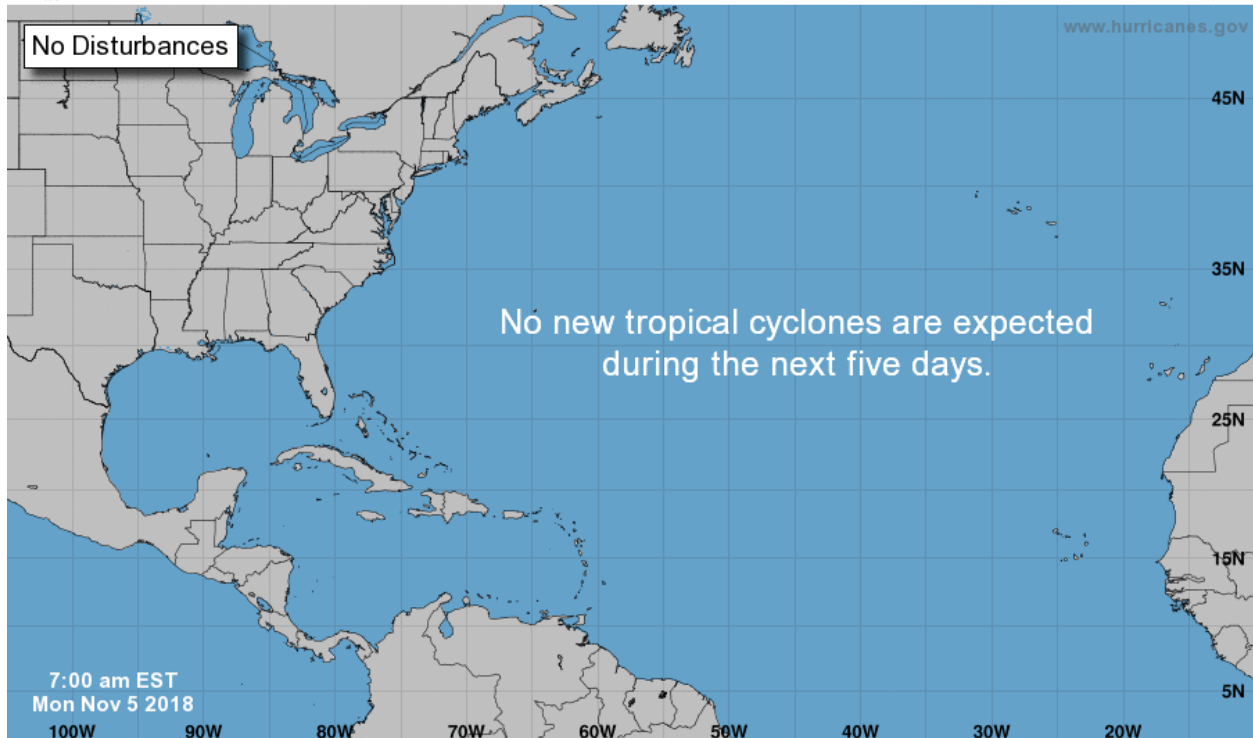 No Disturbances
www.hurricanes.gov
45N
35N
No new tropical cyclones are expected
during the next five days.
25N
15N
7:00 am EST
Mon Nov 5 2018
5N
100W 90W 80W 70W 60W 50W 40W 30W 20W